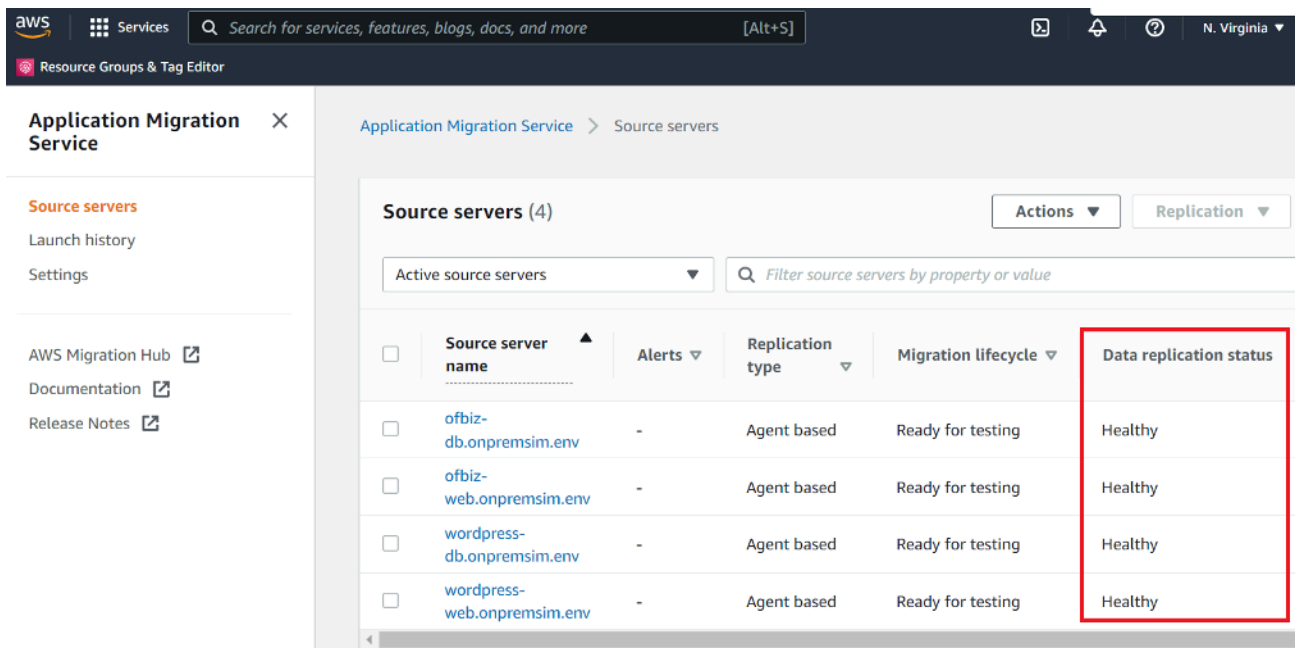 aws
Services
Search for services, features, blogs, docs, and more
[Alt+S]
N. Virginia
Resource Groups & Tag Editor
Application Migration
Service
Source servers
Launch history
Settings
AWS Migration Hub
Documentation
Release Notes
Application Migration Service > Source servers
Source servers (4)
Actions
Replication
Active source servers
Filter source servers by property or value
Source server
name
Alerts
Replication
type
Migration lifecycle
Data replication status
ofbiz-
db.onpremsim.env
-
Agent based
Ready for testing
Healthy
ofbiz-
web.onpremsim.env
-
Agent based
Ready for testing
Healthy
wordpress-
db.onpremsim.env
-
Agent based
Ready for testing
Healthy
wordpress-
web.onpremsim.env
-
Agent based
Ready for testing
Healthy